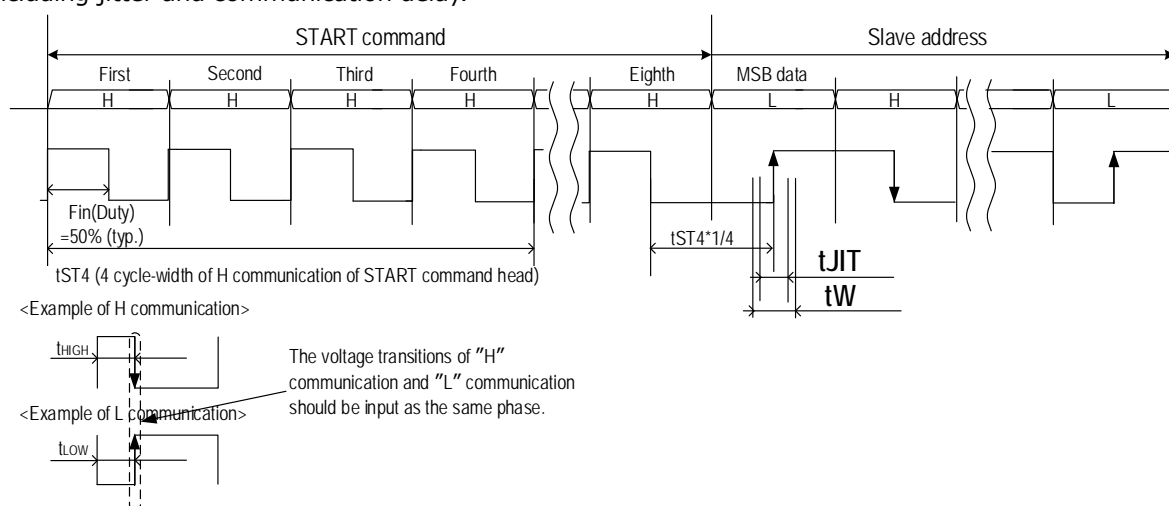 including jitter and communication delay.
START command
Slave address
First
Second
Third
Fourth
Eighth
MSB data
H
H
H
H
H
L
H
L
Fin(Duty)
=50% (typ.)
tST4*1/4
tJIT
tW
tST4 (4 cycle-width of H communication of START command head)
<Example of H communication>
tHIGH
The voltage transitions of ”H”
communication and ”L” communication
should be input as the same phase.
<Example of L communication>
tLOW